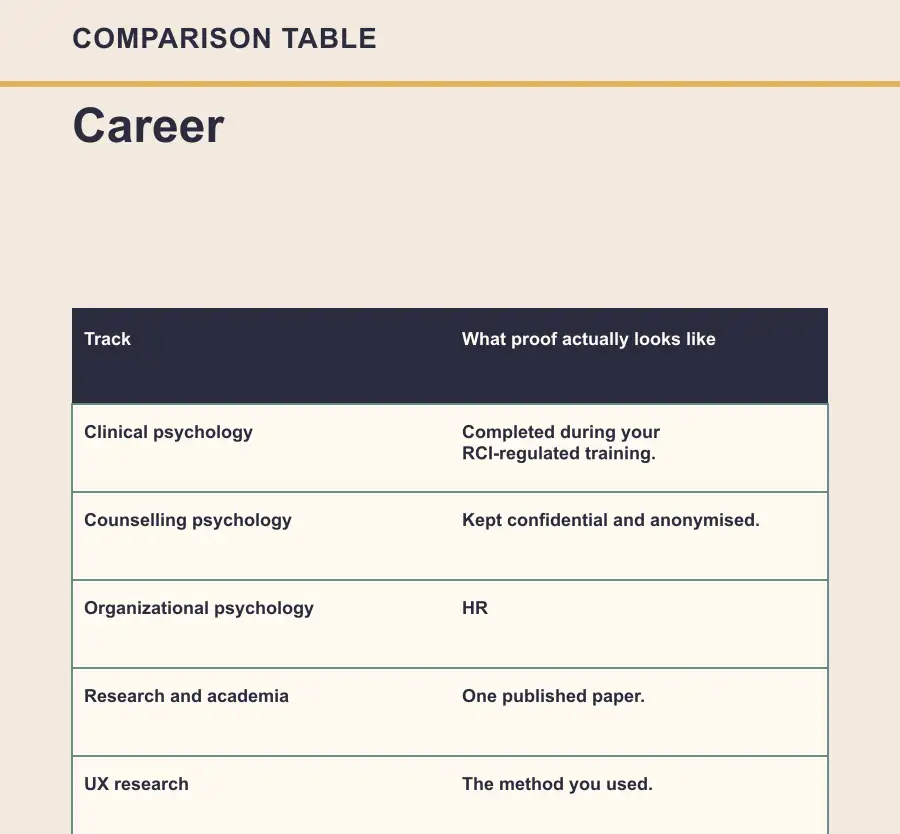 COMPARISON TABLE
Career
Track
What proof actually looks like
Clinical psychology
Completed during your
RCI-regulated training.
Counselling psychology
Kept confidential and anonymised.
Organizational psychology
HR
Research and academia
One published paper.
UX research
The method you used.